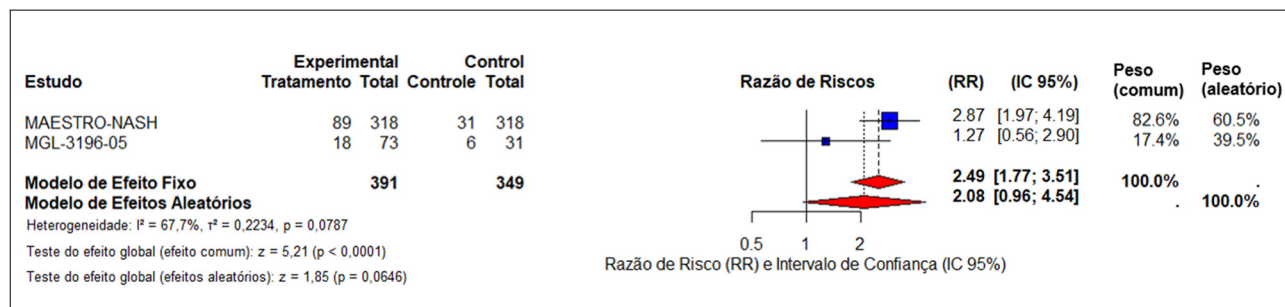 Experimental Control
Estudo Tratamento Total Controle Total Razão de Riscos (RR) (IC 95%) Peso (comum) Peso (aleatório)
MAESTRO-NASH 89 318 31 318 2.87 [1.97; 4.19] 82.6% 60.5%
MGL-3196-05 18 73 6 31 1.27 [0.56; 2.90] 17.4% 39.5%
Modelo de Efeito Fixo 391 349 2.49 [1.77; 3.51] 100.0% .
Modelo de Efeitos Aleatórios 2.08 [0.96; 4.54] . 100.0%
Heterogeneidade: I² = 67,7%, τ² = 0,2234, p = 0,0787
Teste do efeito global (efeito comum): z = 5,21 (p < 0,0001)
Teste do efeito global (efeitos aleatórios): z = 1,85 (p = 0,0646)
0.5 1 2
Razão de Risco (RR) e Intervalo de Confiança (IC 95%)